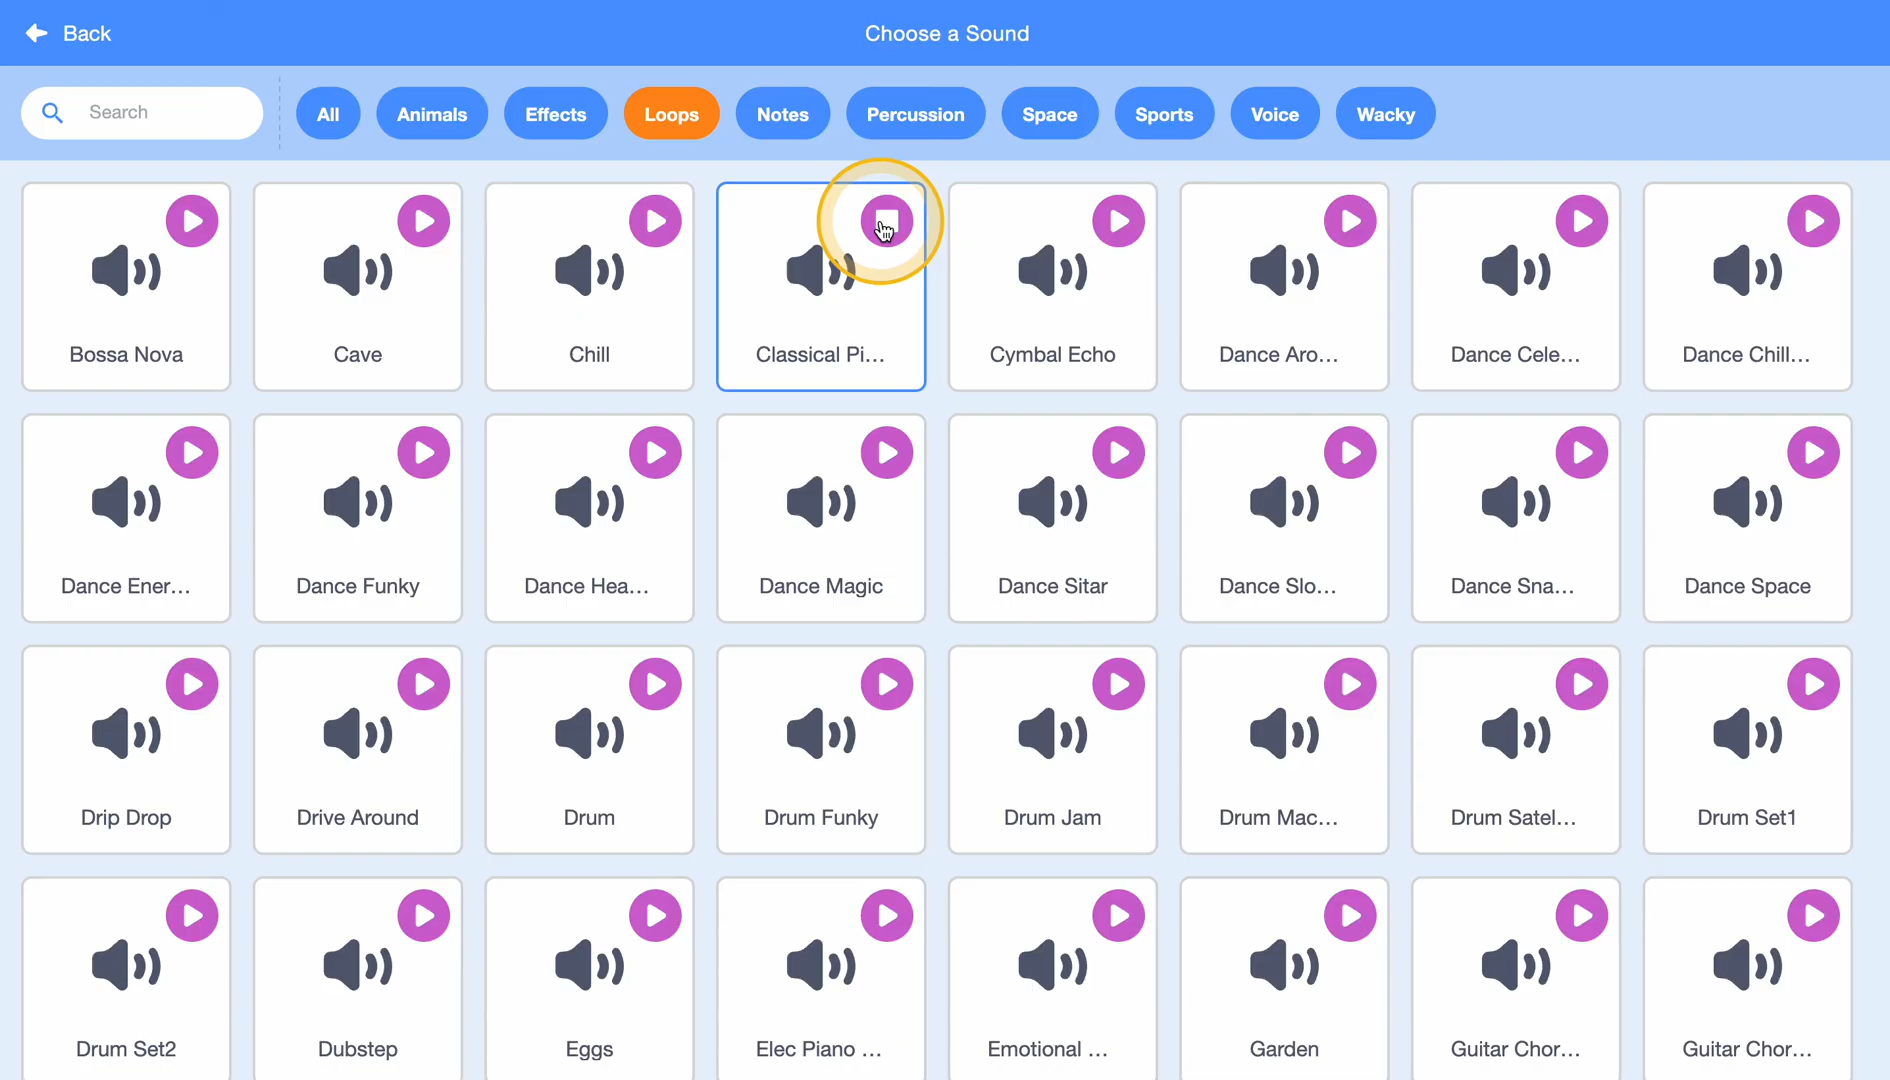 Back
Choose a Sound
Search
All
Animals
Effects
Loops
Notes
Percussion
Space
Sports
Voice
Wacky
Bossa Nova
Cave
Chill
Classical Pi...
Cymbal Echo
Dance Aro...
Dance Cele...
Dance Chill...
Dance Ener...
Dance Funky
Dance Hea...
Dance Magic
Dance Sitar
Dance Slo...
Dance Sna...
Dance Space
Drip Drop
Drive Around
Drum
Drum Funky
Drum Jam
Drum Mac...
Drum Satel...
Drum Set1
Drum Set2
Dubstep
Eggs
Elec Piano ...
Emotional ...
Garden
Guitar Chor...
Guitar Chor...